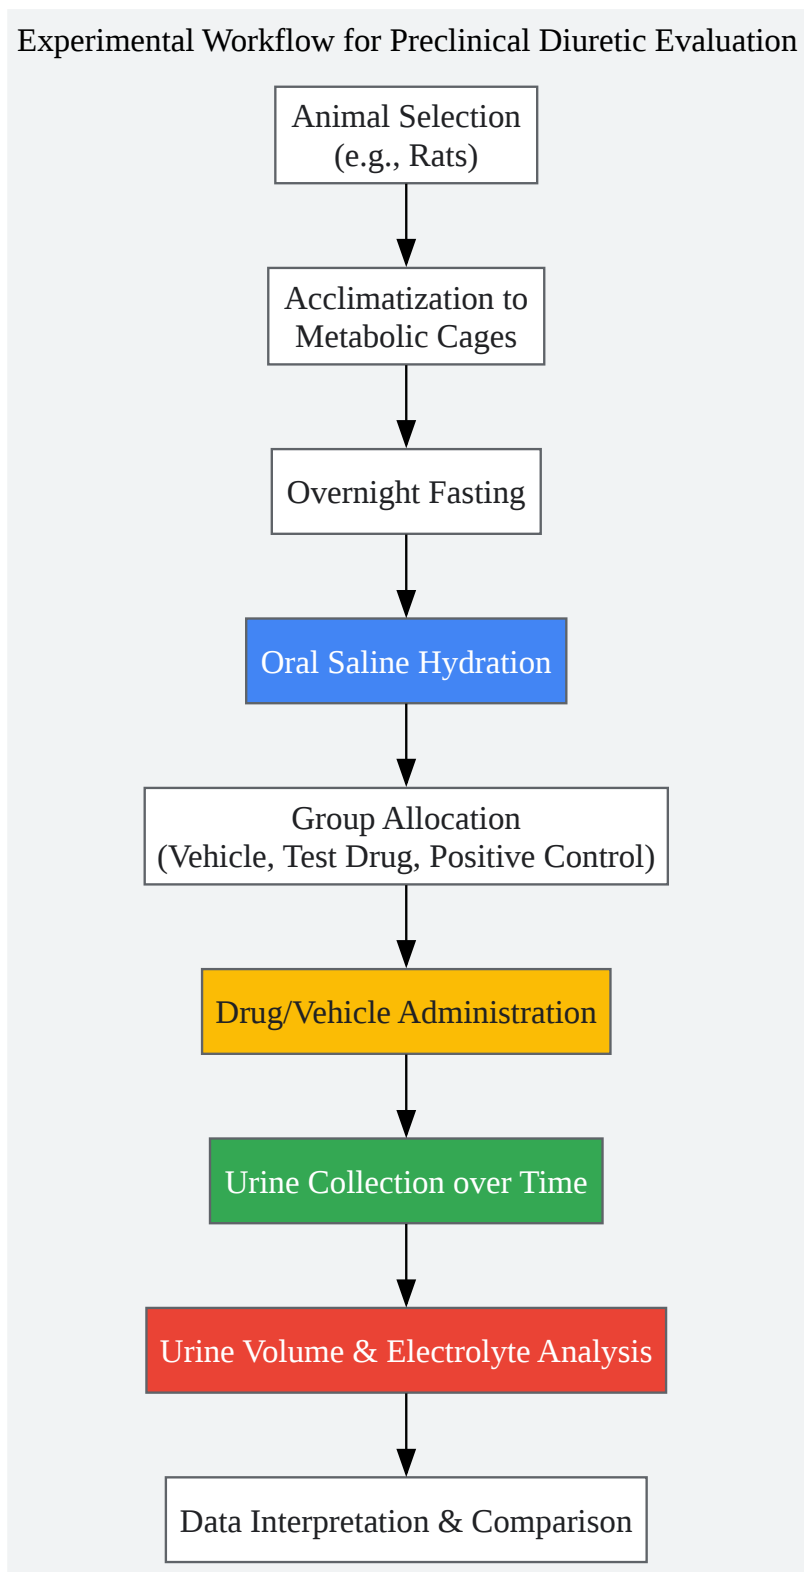 Experimental Workflow for Preclinical Diuretic Evaluation
Animal Selection
(e.g., Rats)
Acclimatization to
Metabolic Cages
Overnight Fasting
Oral Saline Hydration
Group Allocation
(Vehicle, Test Drug, Positive Control)
Drug/Vehicle Administration
Urine Collection over Time
Urine Volume & Electrolyte Analysis
Data Interpretation & Comparison